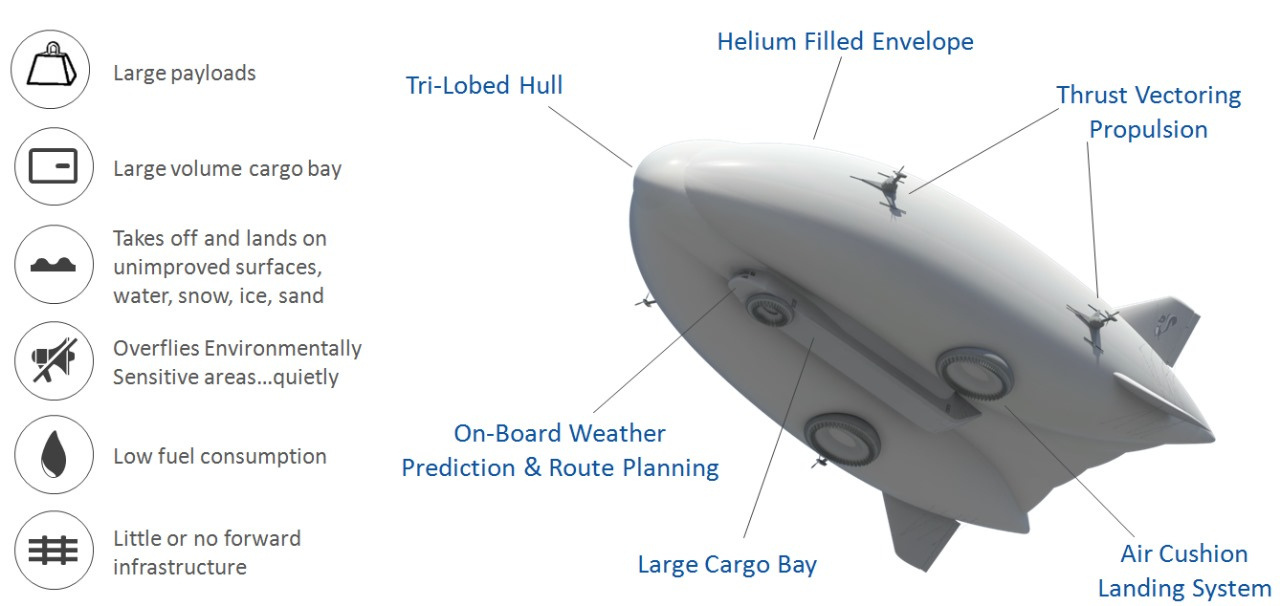 Large payloads
Large volume cargo bay
Takes off and lands on
unimproved surfaces,
water, snow, ice, sand
Overflies Environmentally
Sensitive areas...quietly
Low fuel consumption
Little or no forward
infrastructure
Helium Filled Envelope
Tri-Lobed Hull
Thrust Vectoring
Propulsion
On-Board Weather
Prediction & Route Planning
Large Cargo Bay
Air Cushion
Landing System